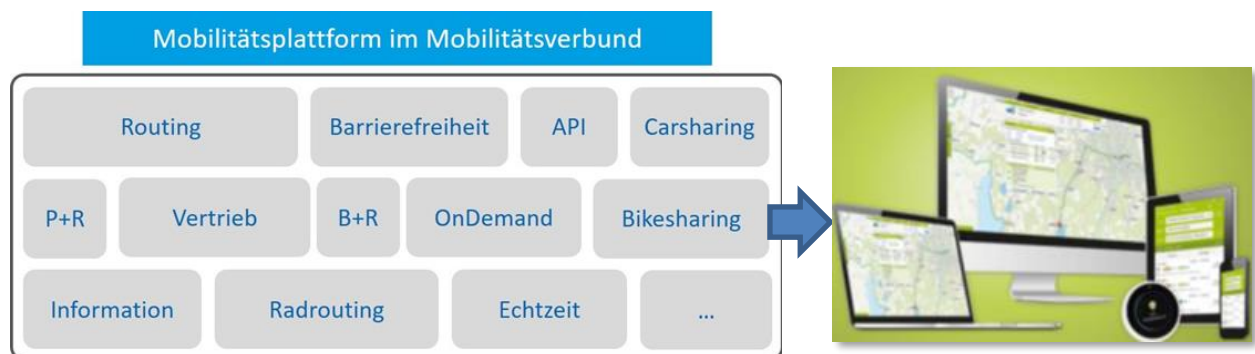 Mobilitätsplattform im Mobilitätsverbund
Routing
Barrierefreiheit
API
Carsharing
P+R
Vertrieb
B+R
OnDemand
Bikesharing
Information
Radrouting
Echtzeit
...